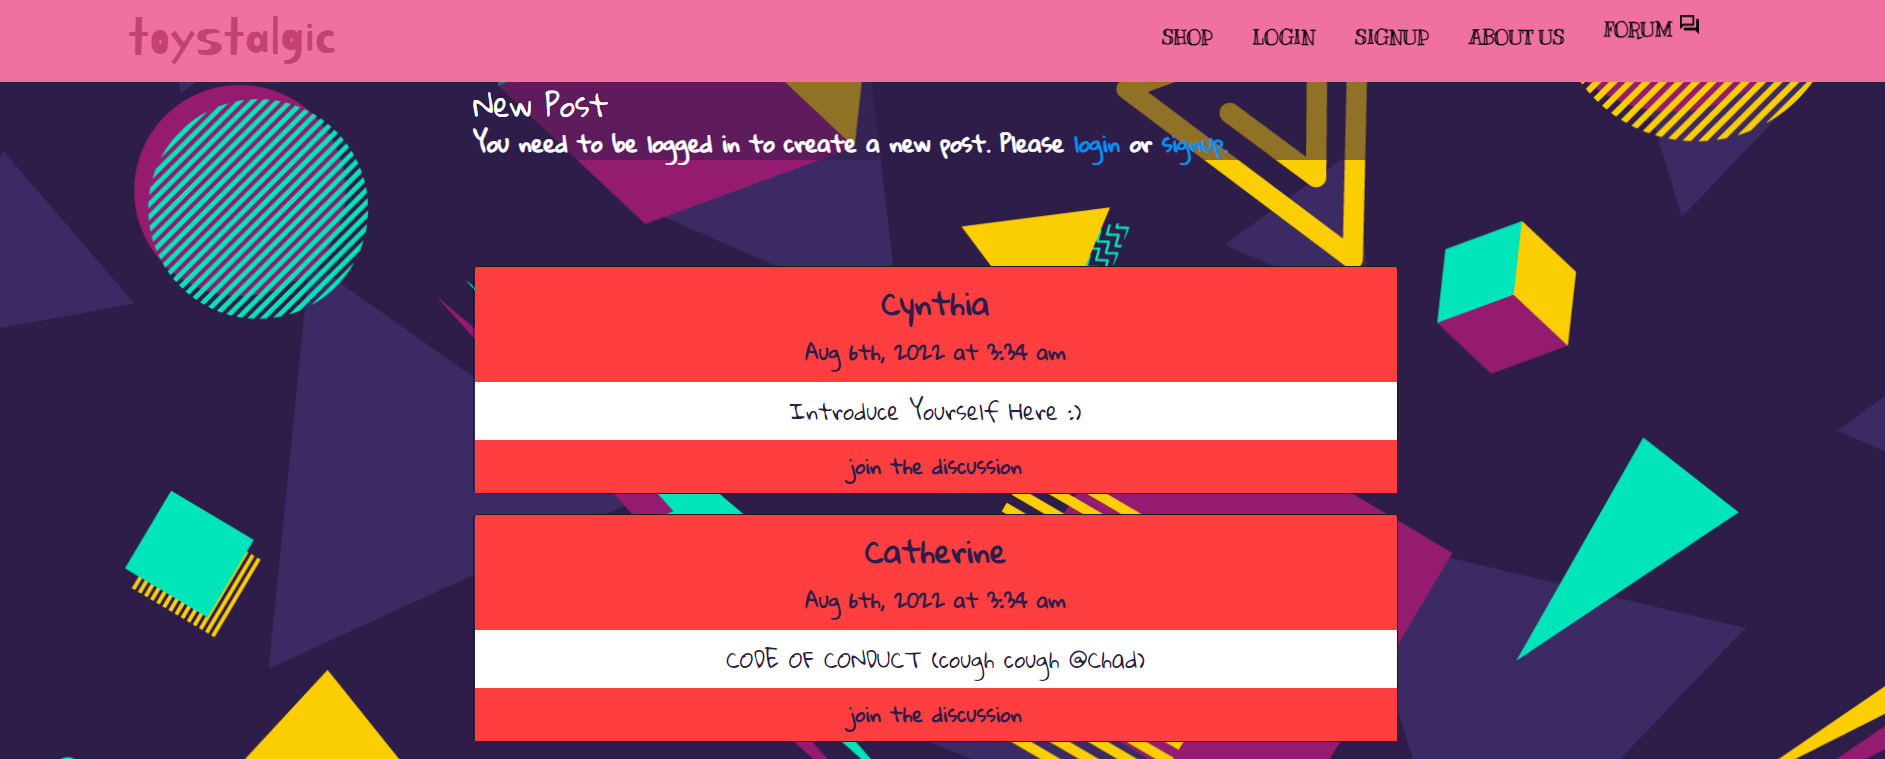 toystalgic
SHOP LOGIN SIGNUP ABOUT US FORUM
New Post
You need to be logged in to create a new post. Please login or signup.
Cynthia
Aug 6th, 2022 at 3:34 am
Introduce Yourself Here :)
join the discussion
Catherine
Aug 6th, 2022 at 3:34 am
CODE OF CONDUCT (cough cough @Chad)
join the discussion